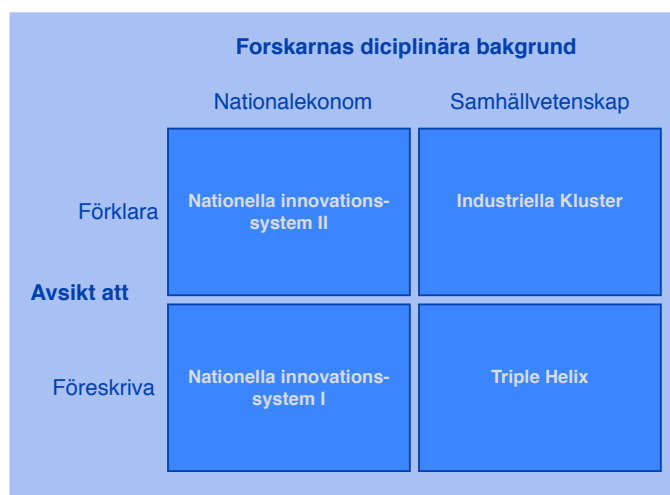 Forskarnas diciplinära bakgrund
Nationalekonom
Samhällvetenskap
Förklara
Nationella innovations-
system II
Industriella Kluster
Avsikt att
Föreskriva
Nationella innovations-
system I
Triple Helix